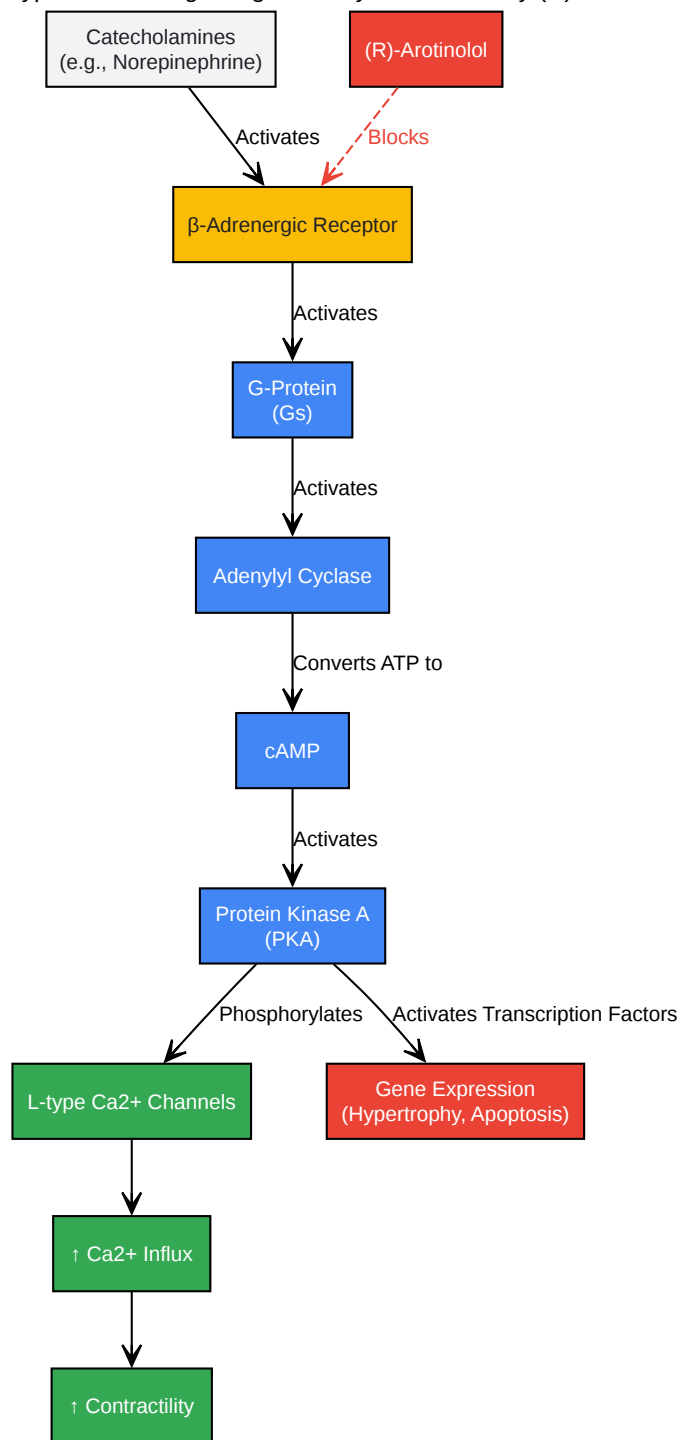 Catecholamines
(e.g., Norepinephrine)
(R)-Arotinolol
Activates
Blocks
β-Adrenergic Receptor
Activates
G-Protein
(Gs)
Activates
Adenylyl Cyclase
Converts ATP to
cAMP
Activates
Protein Kinase A
(PKA)
Phosphorylates
Activates Transcription Factors
L-type Ca2+ Channels
Gene Expression
(Hypertrophy, Apoptosis)
↑ Ca2+ Influx
↑ Contractility